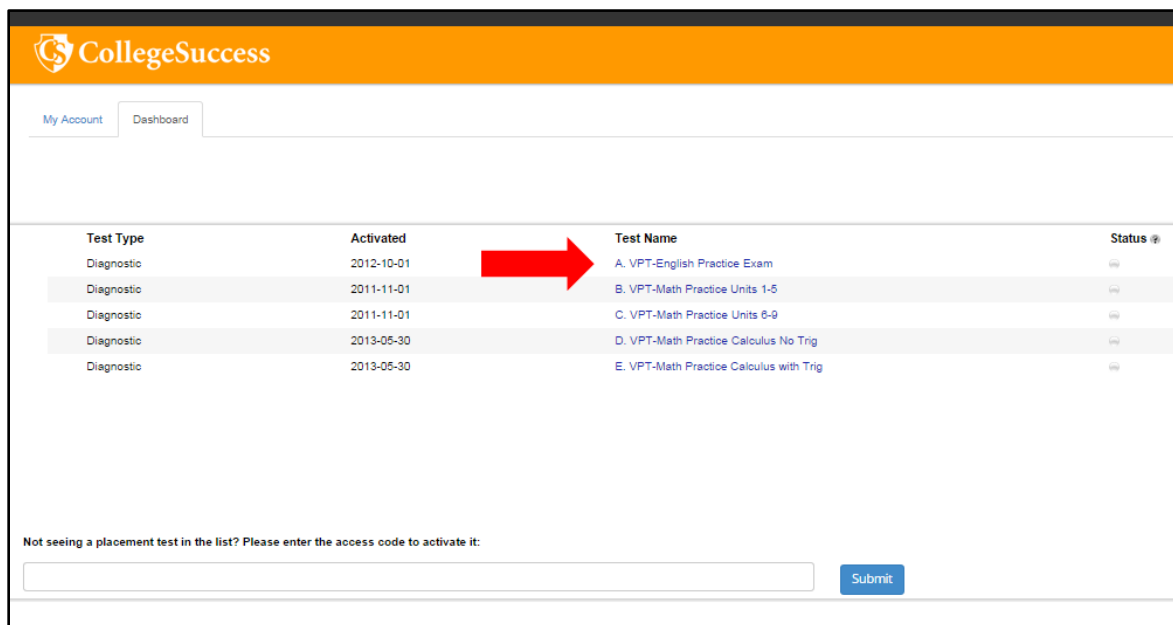 CS CollegeSuccess
My Account Dashboard
Test Type Activated Test Name Status ?
Diagnostic 2012-10-01 A. VPT-English Practice Exam
Diagnostic 2011-11-01 B. VPT-Math Practice Units 1-5
Diagnostic 2011-11-01 C. VPT-Math Practice Units 6-9
Diagnostic 2013-05-30 D. VPT-Math Practice Calculus No Trig
Diagnostic 2013-05-30 E. VPT-Math Practice Calculus with Trig
Not seeing a placement test in the list? Please enter the access code to activate it:
Submit